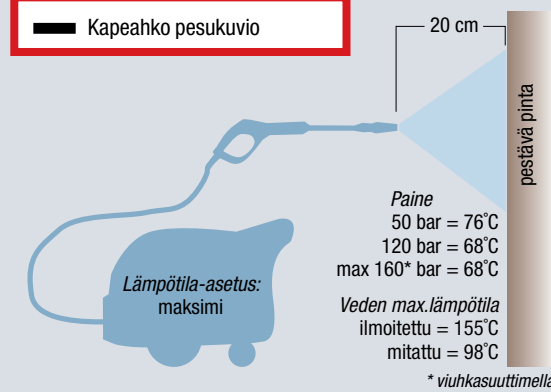 Kapeahko pesukuvio
20 cm
pestävä pinta
Paine
50 bar = 76°C
120 bar = 68°C
max 160* bar = 68°C
Lämpötila-asetus:
maksimi
Veden max.lämpötila
ilmoitettu = 155°C
mitattu = 98°C
* viuhkasuuttimella